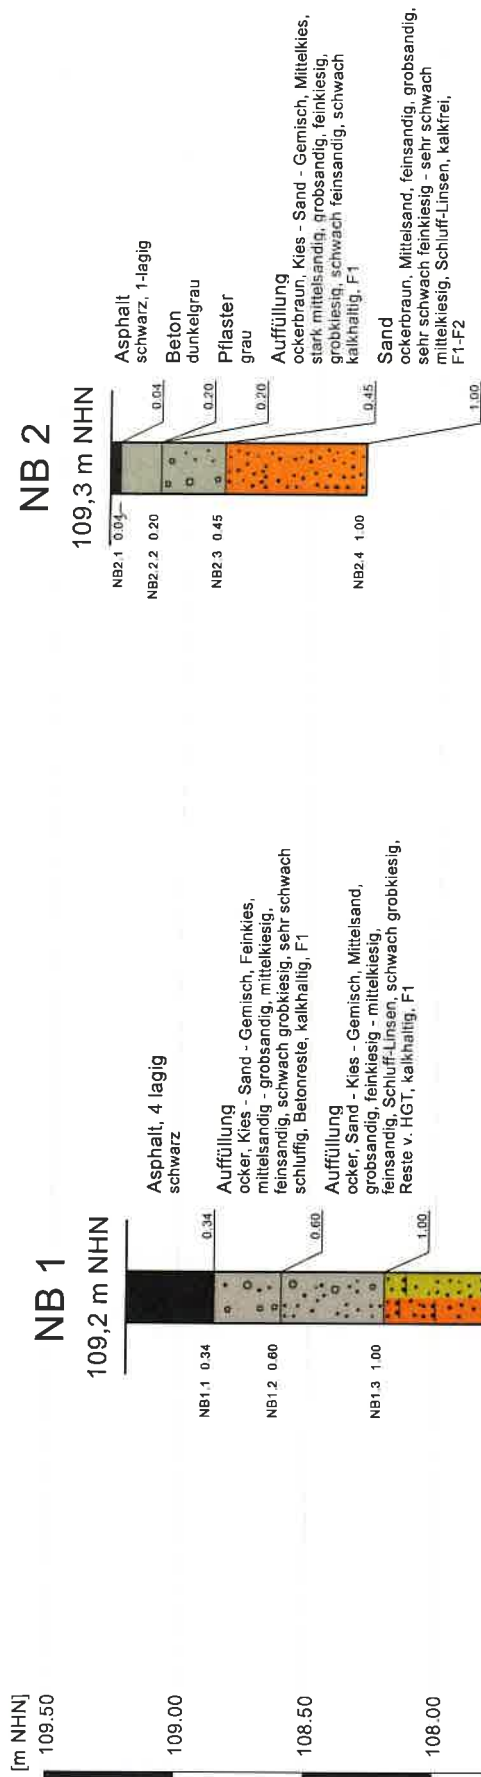 [m NHN]
109.50
109.00
108.50
108.00
NB 1
109,2 m NHN
NB1.1 0.34
NB1.2 0.60
NB1.3 1.00
0.34
0.60
1.00
Asphalt, 4 lagig
schwarz
Auffüllung
ocker, Kies - Sand - Gemisch, Feinkies,
mittelsandig - grobsandig, mittelkiesig,
feinsandig, schwach grobkiesig, sehr schwach
schluffig, Betonreste, kalkhaltig, F1
Auffüllung
ocker, Sand - Kies - Gemisch, Mittelsand,
grobsandig, feinkiesig - mittelkiesig,
feinsandig, Schluff-Linsen, schwach grobkiesig,
Reste v. HGT, kalkhaltig, F1
NB 2
109,3 m NHN
NB2.1 0.04
NB2.2.2 0.20
NB2.3 0.45
NB2.4 1.00
0.04
0.20
0.20
0.45
1.00
Asphalt
schwarz, 1-lagig
Beton
dunkelgrau
Pflaster
grau
Auffüllung
ockerbraun, Kies - Sand - Gemisch, Mittelkies,
stark mittelsandig, grobsandig, feinkiesig,
grobkiesig, schwach feinsandig, schwach
kalkhaltig, F1
Sand
ockerbraun, Mittelsand, feinsandig, grobsandig,
sehr schwach feinkiesig - sehr schwach
mittelkiesig, Schluff-Linsen, kalkfrei,
F1-F2